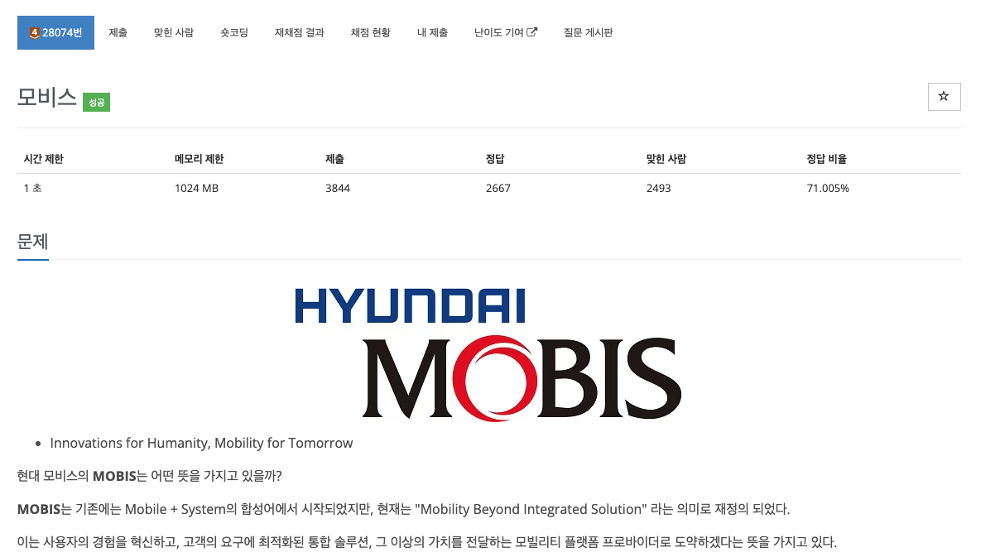 4 28074번 제출 맞힌 사람 숏코딩 재채점 결과 채점 현황 내 제출 난이도 기여 질문 게시판
모비스 성공
시간 제한 메모리 제한 제출 정답 맞힌 사람 정답 비율
1 초 1024 MB 3844 2667 2493 71.005%
문제
HYUNDAI
MOBIS
• Innovations for Humanity, Mobility for Tomorrow
현대 모비스의 MOBIS는 어떤 뜻을 가지고 있을까?
MOBIS는 기존에는 Mobile + System의 합성어에서 시작되었지만, 현재는 "Mobility Beyond Integrated Solution" 라는 의미로 재정의 되었다.
이는 사용자의 경험을 혁신하고, 고객의 요구에 최적화된 통합 솔루션, 그 이상의 가치를 전달하는 모빌리티 플랫폼 프로바이더로 도약하겠다는 뜻을 가지고 있다.